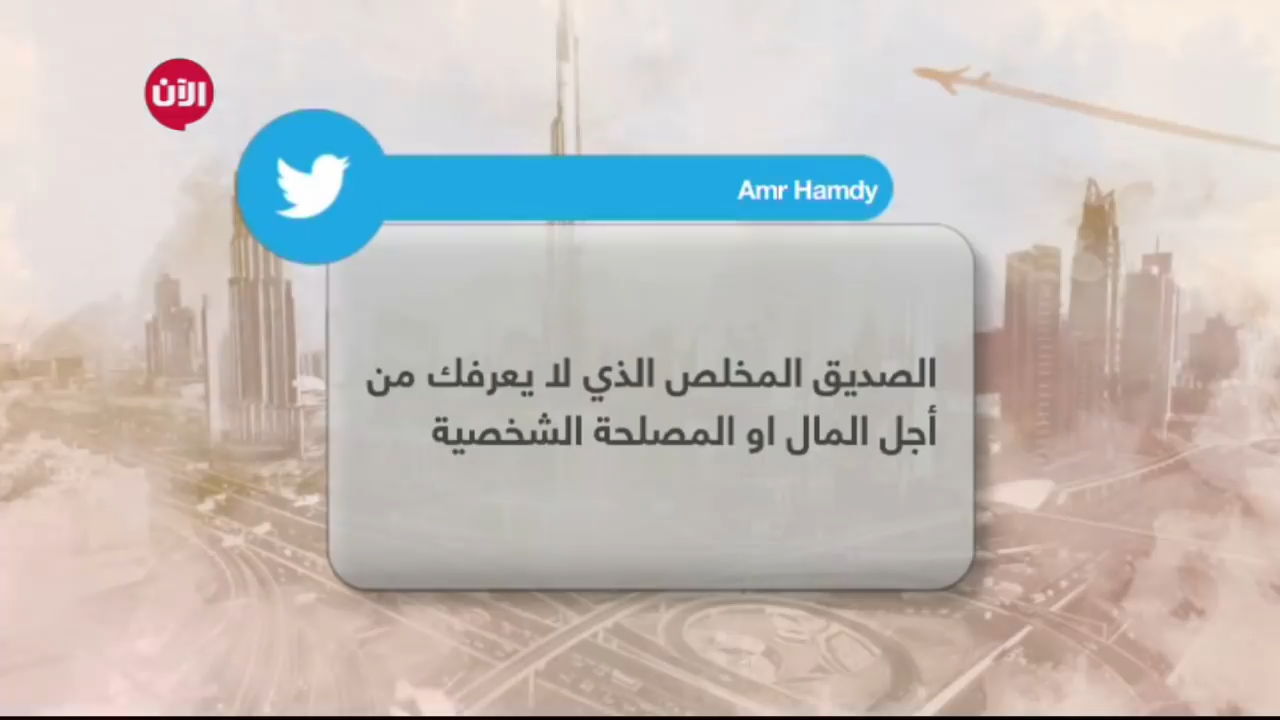 الآن
Amr Hamdy
الصديق المخلص الذي لا يعرفك من
أجل المال او المصلحة الشخصية